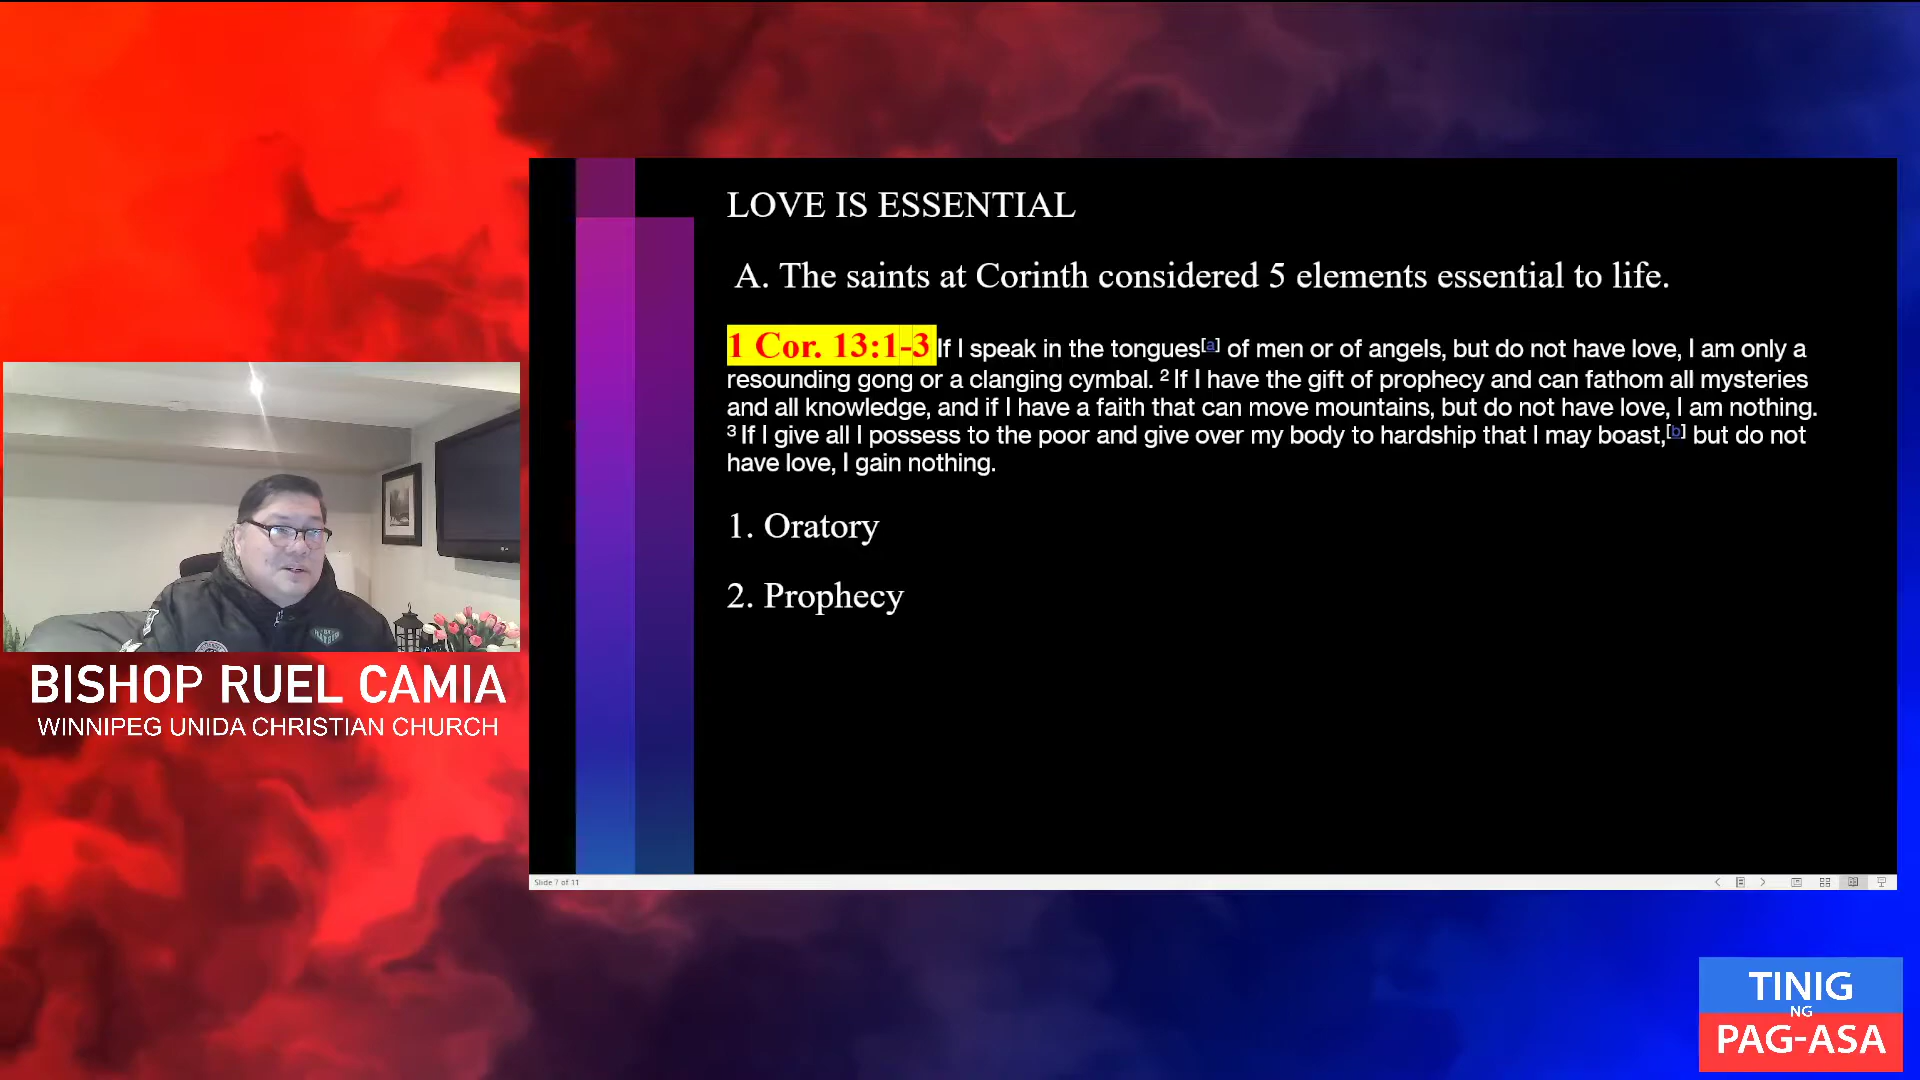 LOVE IS ESSENTIAL
A. The saints at Corinth considered 5 elements essential to life.
1 Cor. 13:1-3 If I speak in the tongues[a] of men or of angels, but do not have love, I am only a
resounding gong or a clanging cymbal. 2 If I have the gift of prophecy and can fathom all mysteries
and all knowledge, and if I have a faith that can move mountains, but do not have love, I am nothing.
3 If I give all I possess to the poor and give over my body to hardship that I may boast,[b] but do not
have love, I gain nothing.
1. Oratory
2. Prophecy
BISHOP RUEL CAMIA
WINNIPEG UNIDA CHRISTIAN CHURCH
Slide 7 of 11
TINIG
NG
PAG-ASA